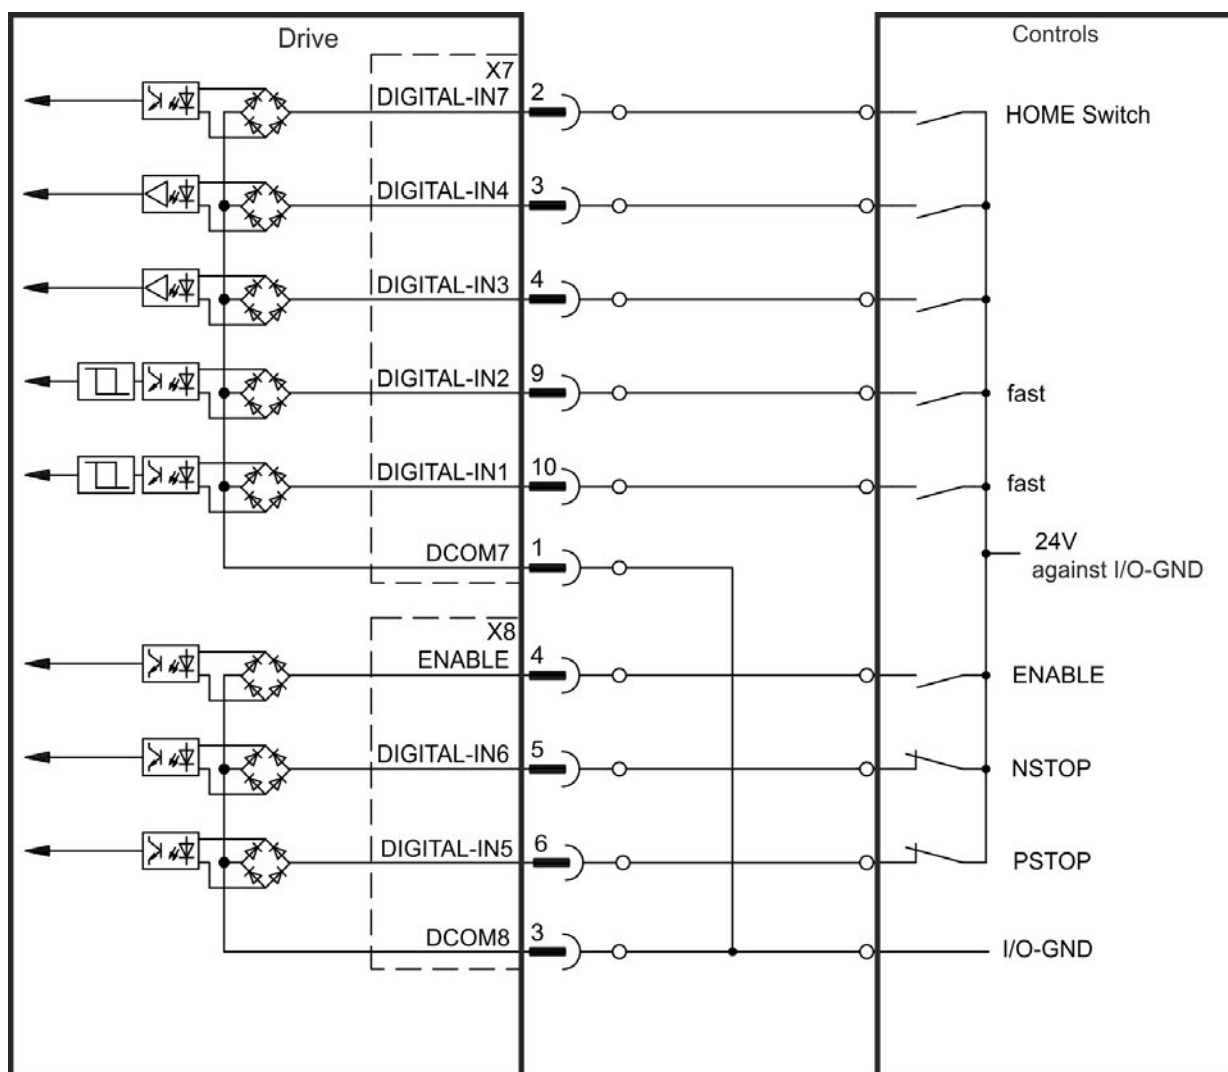 Drive
Controls
X7
DIGITAL-IN7
2
HOME Switch
DIGITAL-IN4
3
DIGITAL-IN3
4
DIGITAL-IN2
9
fast
DIGITAL-IN1
10
fast
24V
against I/O-GND
DCOM7
1
X8
ENABLE
4
ENABLE
DIGITAL-IN6
5
NSTOP
DIGITAL-IN5
6
PSTOP
DCOM8
3
I/O-GND